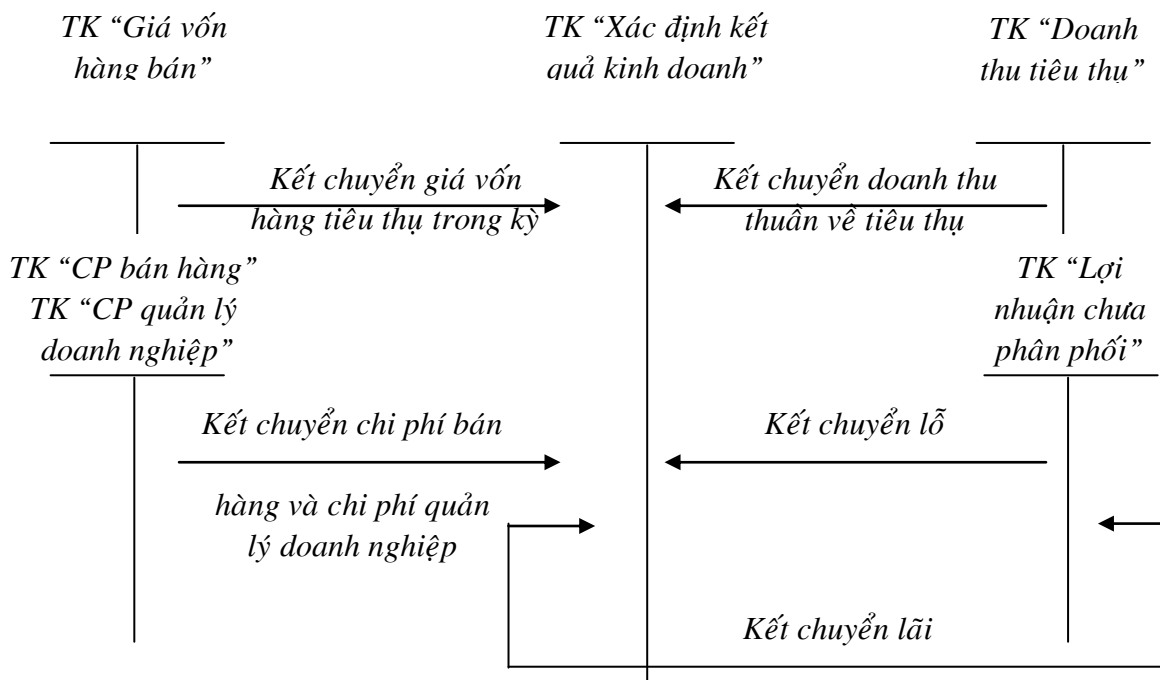 TK “Giá vốn
hàng bán”
TK “Xác định kết
quả kinh doanh”
TK “Doanh
thu tiêu thụ”
Kết chuyển giá vốn
hàng tiêu thụ trong kỳ
Kết chuyển doanh thu
thuần về tiêu thụ
TK “CP bán hàng”
TK “CP quản lý
doanh nghiệp”
TK “Lợi
nhuận chưa
phân phối”
Kết chuyển chi phí bán
hàng và chi phí quản
lý doanh nghiệp
Kết chuyển lỗ
Kết chuyển lãi